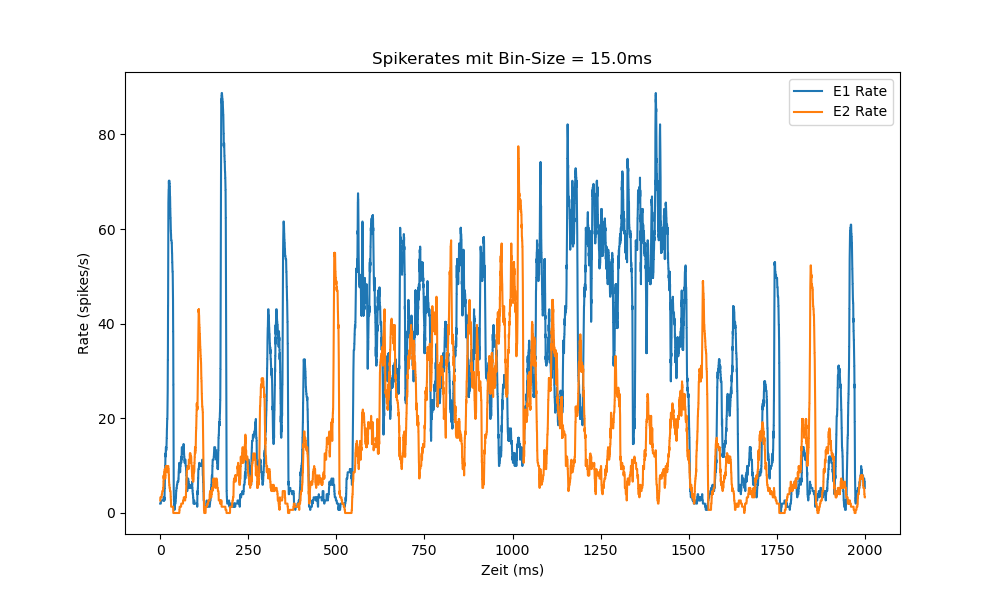 Spikerates mit Bin-Size = 15.0ms
E1 Rate
E2 Rate
Rate (spikes/s)
80
60
40
20
0
0 250 500 750 1000 1250 1500 1750 2000
Zeit (ms)